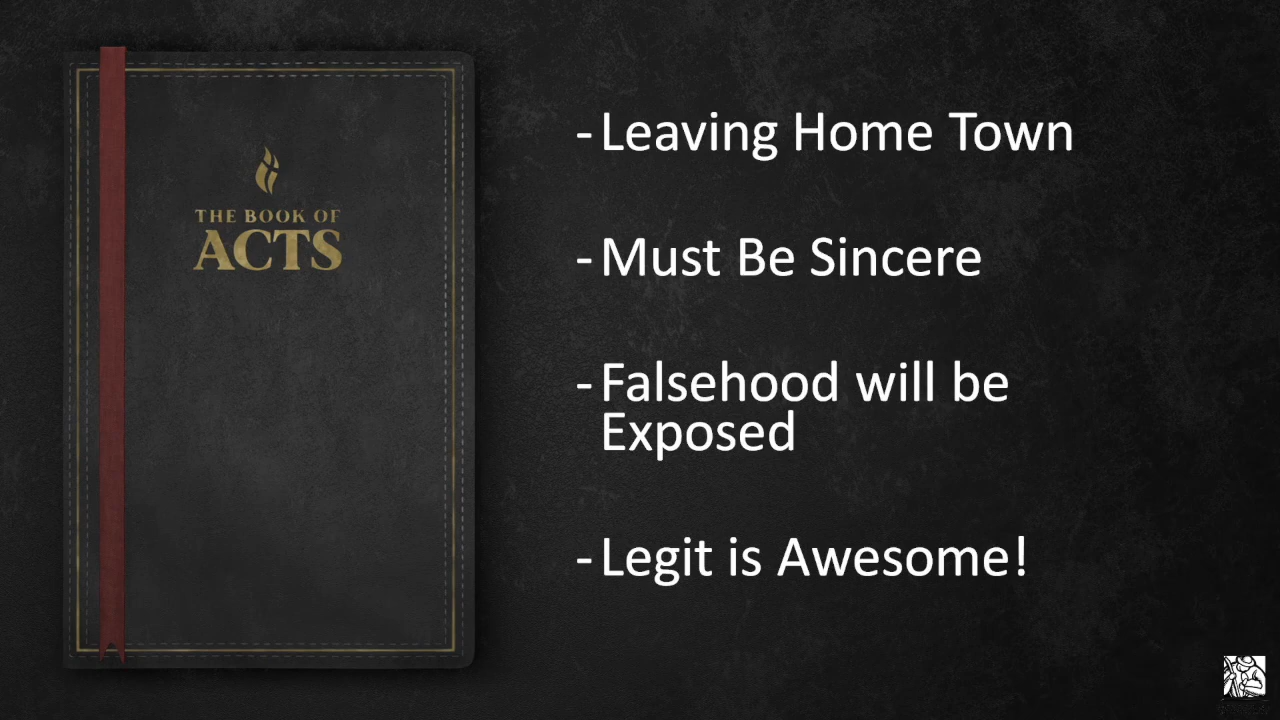 THE BOOK OF
ACTS
- Leaving Home Town
- Must Be Sincere
- Falsehood will be
Exposed
- Legit is Awesome!